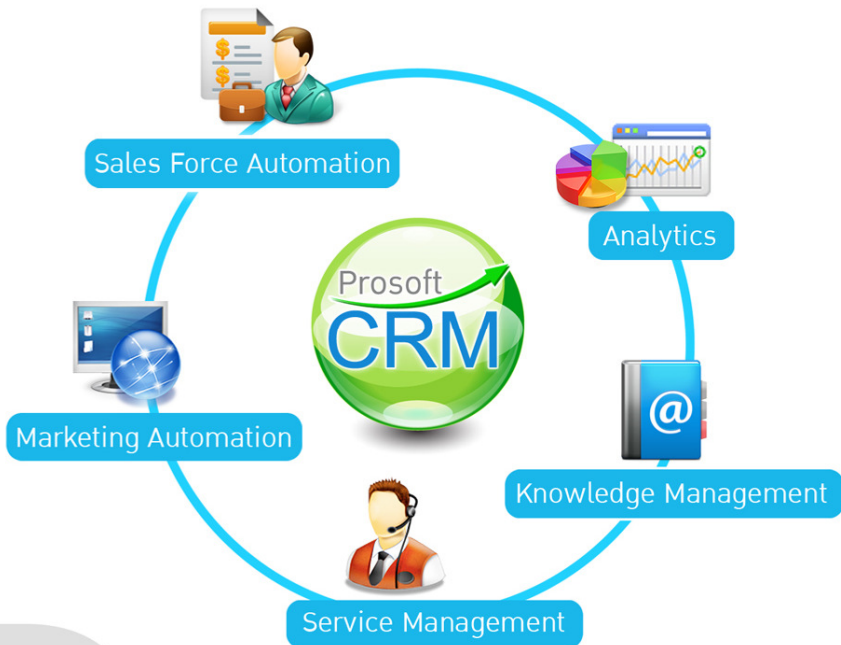 Sales Force Automation
Analytics
Prosoft
CRM
@
Marketing Automation
Knowledge Management
Service Management